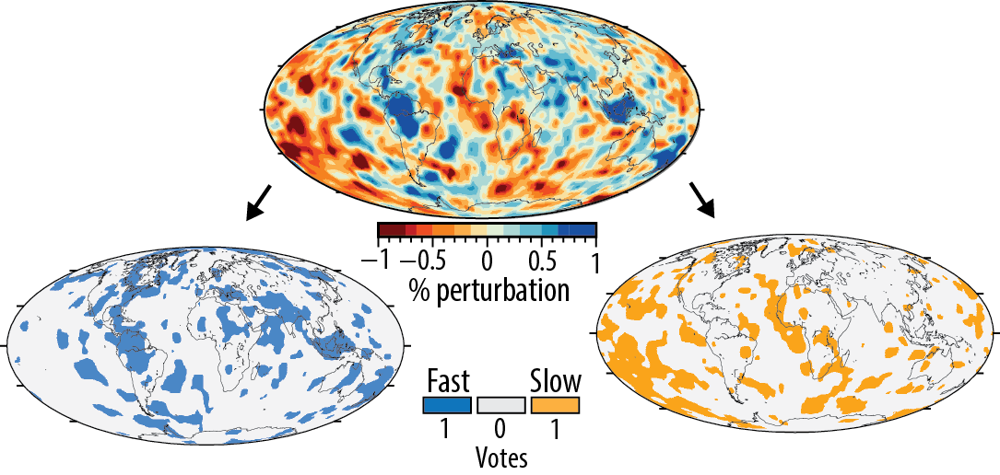 −1 −0.5 0 0.5 1
% perturbation
Fast Slow
1 0 1
Votes